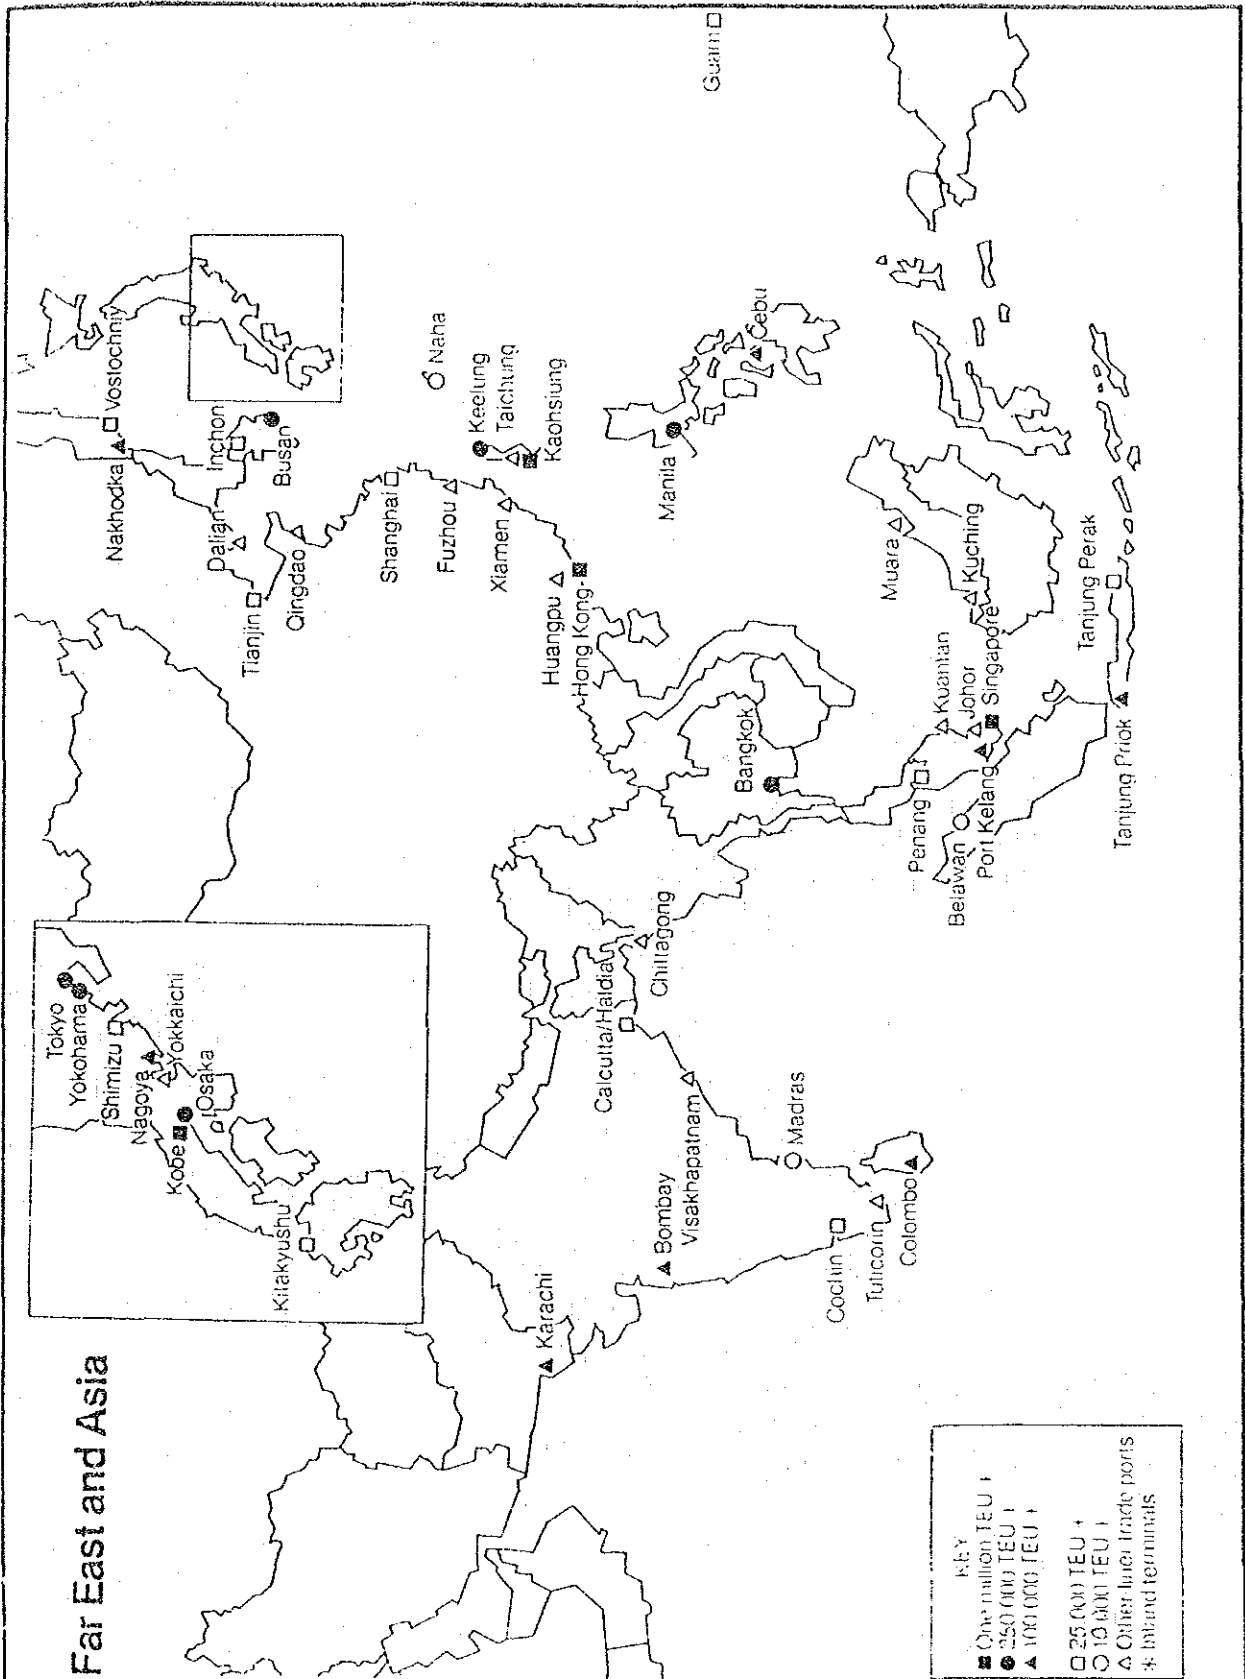 Far East and Asia
Tokyo
Yokohama
Shimizu
Nagoya
Yokkaichi
Kobe
Osaka
Kitakyushu
Nakhodka
Vostochniy
Inchon
Busan
Dalian
Tianjin
Qingdao
Shanghai
Fuzhou
Xiamen
Naha
Keelung
Taichung
Kaohsiung
Huangpu
Hong Kong
Manila
Cebu
Guam
Bangkok
Muara
Kuching
Kuantan
Johor
Singapore
Penang
Belawan
Port Kelang
Tanjung Perak
Tanjung Priok
Chittagong
Calcutta/Haldia
Visakhapatnam
Madras
Bombay
Karachi
Cochin
Tuticorin
Colombo
KEY
■ One million TEU +
● 250 000 TEU +
▲ 100 000 TEU +
□ 25 000 TEU +
○ 10 000 TEU +
△ Other liner trade ports
✳ Inland terminals